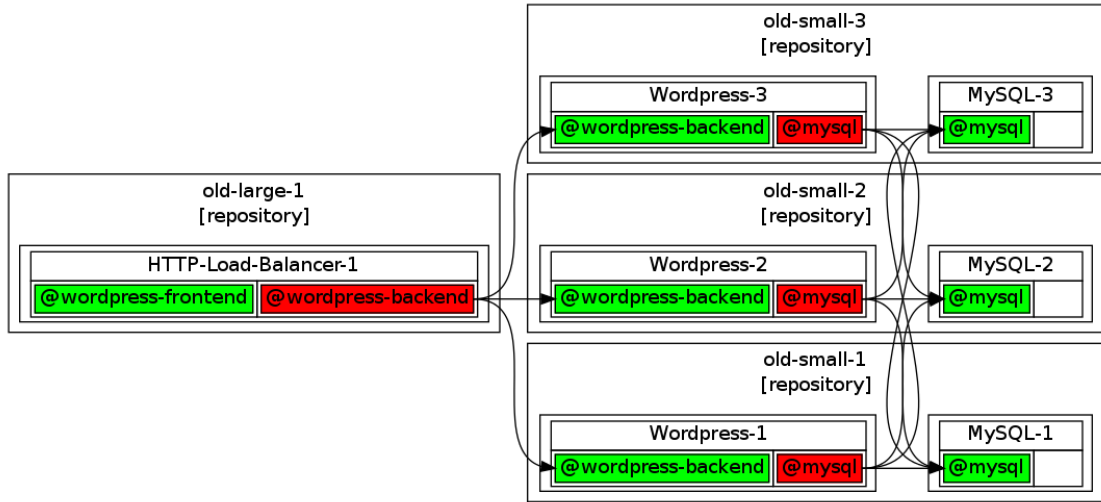 old-small-3
[repository]
Wordpress-3
@wordpress-backend @mysql
MySQL-3
@mysql
old-large-1
[repository]
HTTP-Load-Balancer-1
@wordpress-frontend @wordpress-backend
old-small-2
[repository]
Wordpress-2
@wordpress-backend @mysql
MySQL-2
@mysql
old-small-1
[repository]
Wordpress-1
@wordpress-backend @mysql
MySQL-1
@mysql